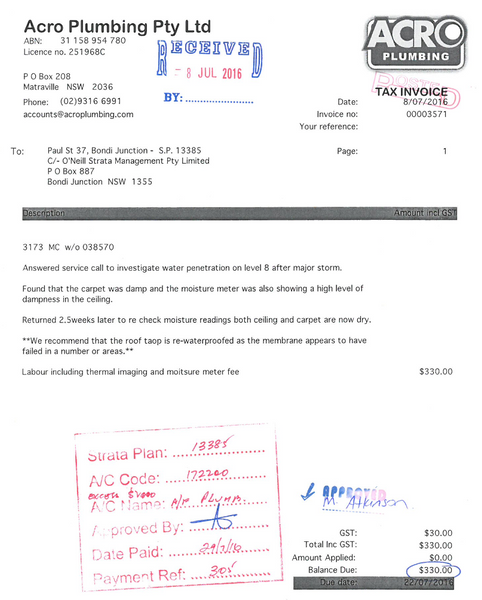 Acro Plumbing Pty Ltd
ABN: 31 158 954 780
Licence no. 251968C
RECEIVED
- 8 JUL 2016
BY:
ACRO
PLUMBING
P O Box 208
Matraville NSW 2036
Phone: (02)9316 6991
accounts@acroplumbing.com
POSTED
TAX INVOICE
Date: 8/07/2016
Invoice no: 00003571
Your reference:
To: Paul St 37, Bondi Junction - S.P. 13385
C/- O'Neill Strata Management Pty Limited
P O Box 887
Bondi Junction NSW 1355
Page: 1
Description Amount incl GST
3173 MC w/o 038570
Answered service call to investigate water penetration on level 8 after major storm.
Found that the carpet was damp and the moisture meter was also showing a high level of
dampness in the ceiling.
Returned 2.5weeks later to re check moisture readings both ceiling and carpet are now dry.
**We recommend that the roof taop is re-waterproofed as the membrane appears to have
failed in a number or areas.**
Labour including thermal imaging and moitsure meter fee $330.00
Strata Plan: 13385
A/C Code: 172200
A/C Name: R/M Plumb.
Approved By:
Date Paid: 29/7/16
Payment Ref: 305
APPROVED
M. Atkinson
GST: $30.00
Total Inc GST: $330.00
Amount Applied: $0.00
Balance Due: $330.00
Due date: 22/07/2016